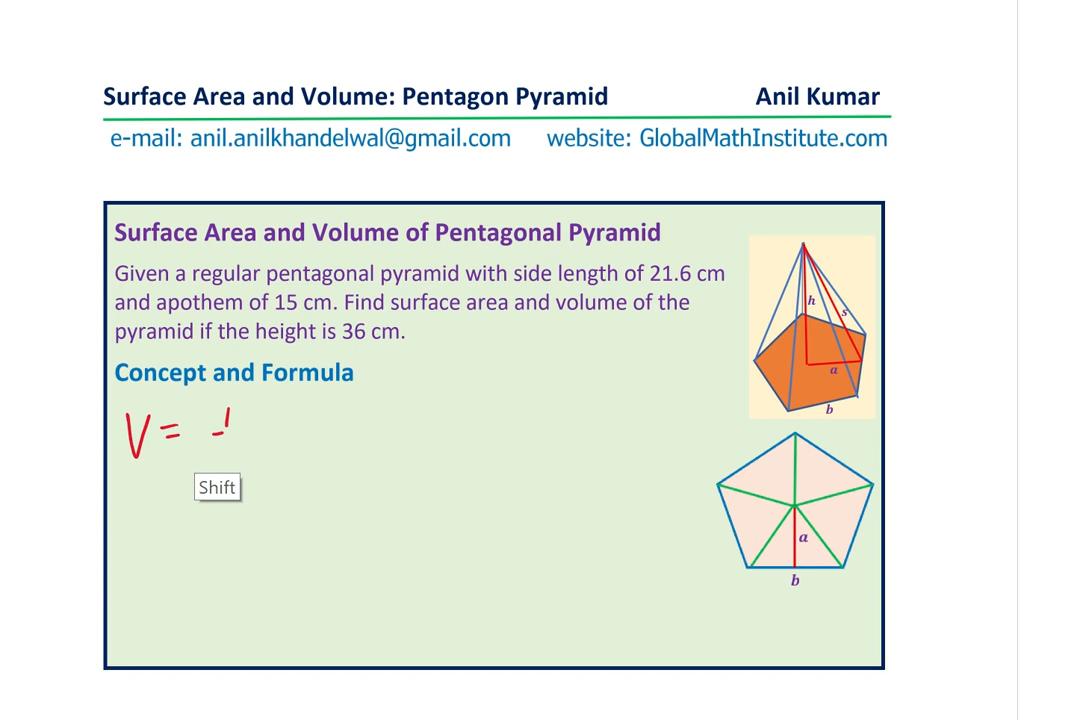 Surface Area and Volume: Pentagon Pyramid Anil Kumar
e-mail: anil.anilkhandelwal@gmail.com website: GlobalMathInstitute.com
Surface Area and Volume of Pentagonal Pyramid
Given a regular pentagonal pyramid with side length of 21.6 cm
and apothem of 15 cm. Find surface area and volume of the
pyramid if the height is 36 cm.
Concept and Formula
V =
Shift
h
s
a
b
a
b